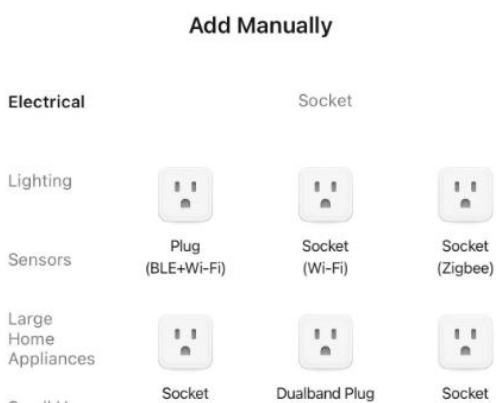 Add Manually
Electrical
Socket
Lighting
Plug
(BLE+Wi-Fi)
Socket
(Wi-Fi)
Socket
(Zigbee)
Sensors
Large
Home
Appliances
Socket
Dualband Plug
Socket